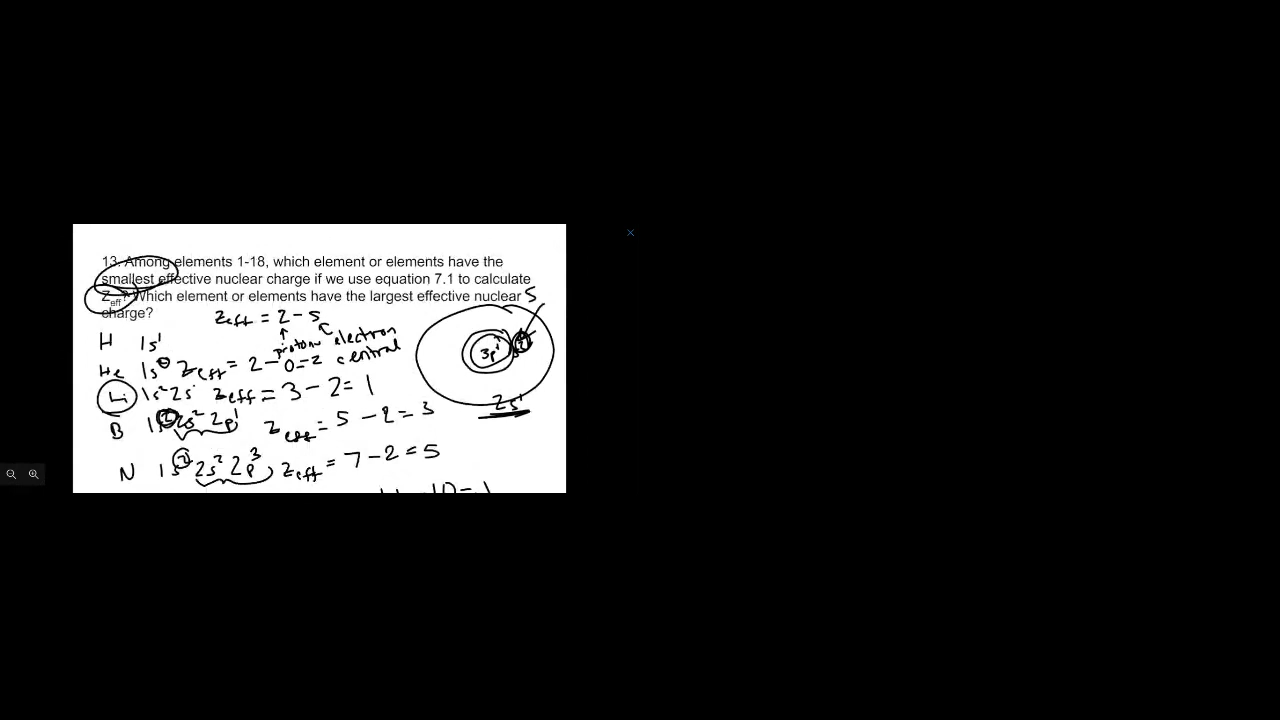 13. Among elements 1-18, which element or elements have the
smallest effective nuclear charge if we use equation 7.1 to calculate
Zeff? Which element or elements have the largest effective nuclear
charge?
S
Zeff = Z - S
protons electron
central
H 1s¹
He 1s² Zeff = 2 - 0 = 2
Li 1s² 2s¹ Zeff = 3 - 2 = 1
3p
2s¹
B 1s² 2s² 2p¹ Zeff = 5 - 2 = 3
N 1s² 2s² 2p³ Zeff = 7 - 2 = 5